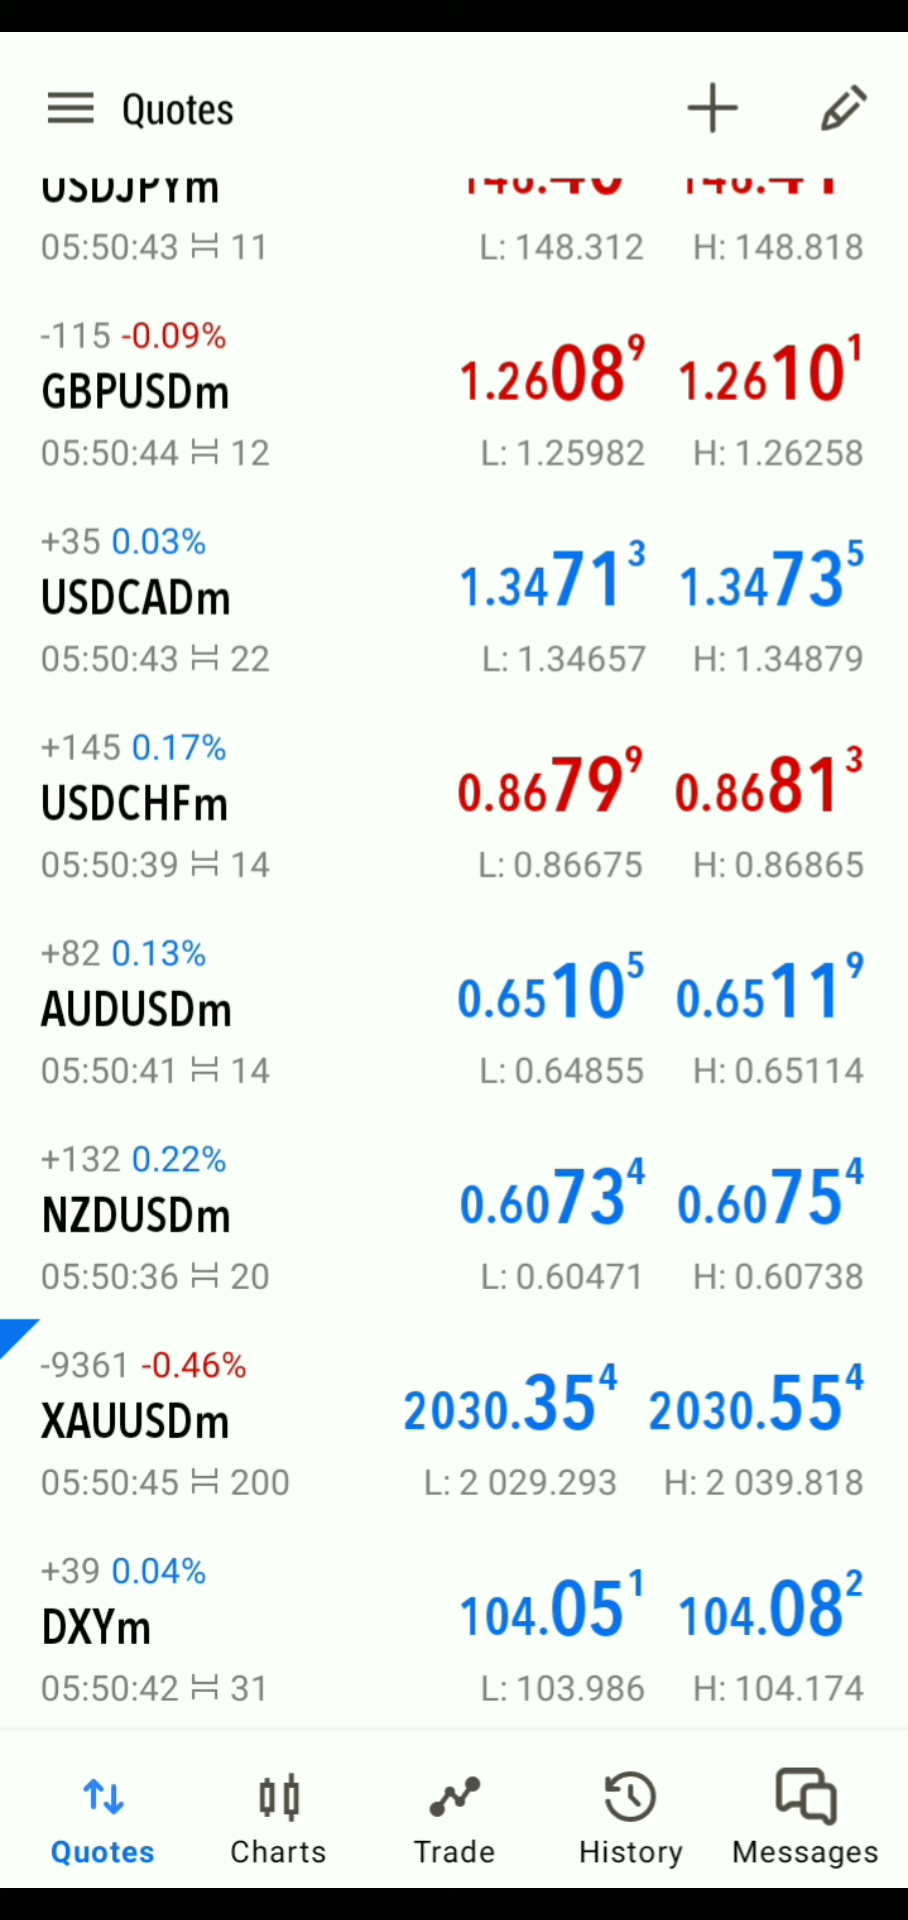 Quotes
USDJPYm
05:50:43 11 L: 148.312 H: 148.818
-115 -0.09%
GBPUSDm 1.26089 1.26101
05:50:44 12 L: 1.25982 H: 1.26258
+35 0.03%
USDCADm 1.34713 1.34735
05:50:43 22 L: 1.34657 H: 1.34879
+145 0.17%
USDCHFm 0.86799 0.86813
05:50:39 14 L: 0.86675 H: 0.86865
+82 0.13%
AUDUSDm 0.65105 0.65119
05:50:41 14 L: 0.64855 H: 0.65114
+132 0.22%
NZDUSDm 0.60734 0.60754
05:50:36 20 L: 0.60471 H: 0.60738
-9361 -0.46%
XAUUSDm 2030.354 2030.554
05:50:45 200 L: 2 029.293 H: 2 039.818
+39 0.04%
DXYm 104.051 104.082
05:50:42 31 L: 103.986 H: 104.174
Quotes Charts Trade History Messages